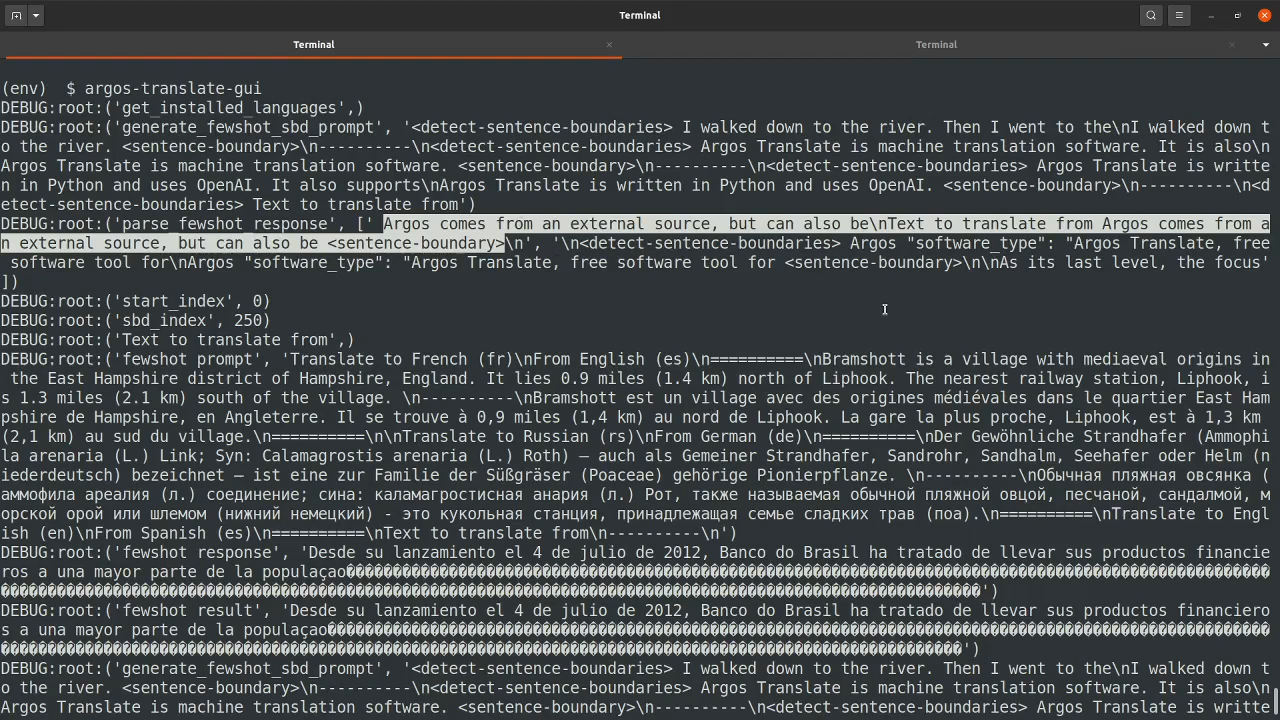 Terminal
Terminal
Terminal
(env)  $ argos-translate-gui
DEBUG:root:('get_installed_languages',)
DEBUG:root:('generate_fewshot_sbd_prompt', '<detect-sentence-boundaries> I walked down to the river. Then I went to the\nI walked down t
o the river. <sentence-boundary>\n----------\n<detect-sentence-boundaries> Argos Translate is machine translation software. It is also\n
Argos Translate is machine translation software. <sentence-boundary>\n----------\n<detect-sentence-boundaries> Argos Translate is writte
n in Python and uses OpenAI. It also supports\nArgos Translate is written in Python and uses OpenAI. <sentence-boundary>\n----------\n<d
etect-sentence-boundaries> Text to translate from')
DEBUG:root:('parse_fewshot_response', [' Argos comes from an external source, but can also be\nText to translate from Argos comes from a
n external source, but can also be <sentence-boundary>\n', '\n<detect-sentence-boundaries> Argos "software_type": "Argos Translate, free
 software tool for\nArgos "software_type": "Argos Translate, free software tool for <sentence-boundary>\n\nAs its last level, the focus'
])
DEBUG:root:('start_index', 0)
DEBUG:root:('sbd_index', 250)
DEBUG:root:('Text to translate from',)
DEBUG:root:('fewshot prompt', 'Translate to French (fr)\nFrom English (es)\n==========\nBramshott is a village with mediaeval origins in
 the East Hampshire district of Hampshire, England. It lies 0.9 miles (1.4 km) north of Liphook. The nearest railway station, Liphook, i
s 1.3 miles (2.1 km) south of the village. \n----------\nBramshott est un village avec des origines médiévales dans le quartier East Ham
pshire de Hampshire, en Angleterre. Il se trouve à 0,9 miles (1,4 km) au nord de Liphook. La gare la plus proche, Liphook, est à 1,3 km
(2,1 km) au sud du village.\n==========\n\nTranslate to Russian (rs)\nFrom German (de)\n==========\nDer Gewöhnliche Strandhafer (Ammophi
la arenaria (L.) Link; Syn: Calamagrostis arenaria (L.) Roth) – auch als Gemeiner Strandhafer, Sandrohr, Sandhalm, Seehafer oder Helm (n
iederdeutsch) bezeichnet – ist eine zur Familie der Süßgräser (Poaceae) gehörige Pionierpflanze. \n----------\nОбычная пляжная овсянка (
аммофила ареалия (л.) соединение; сина: каламагростисная анария (л.) Рот, также называемая обычной пляжной овцой, песчаной, сандалмой, м
орской орой или шлемом (нижний немецкий) - это кукольная станция, принадлежащая семье сладких трав (поа).\n==========\nTranslate to Engl
ish (en)\nFrom Spanish (es)\n==========\nText to translate from\n----------\n')
DEBUG:root:('fewshot response', 'Desde su lanzamiento el 4 de julio de 2012, Banco do Brasil ha tratado de llevar sus productos financie
ros a una mayor parte de la populaçao
')
DEBUG:root:('fewshot result', 'Desde su lanzamiento el 4 de julio de 2012, Banco do Brasil ha tratado de llevar sus productos financiero
s a una mayor parte de la populaçao
')
DEBUG:root:('generate_fewshot_sbd_prompt', '<detect-sentence-boundaries> I walked down to the river. Then I went to the\nI walked down t
o the river. <sentence-boundary>\n----------\n<detect-sentence-boundaries> Argos Translate is machine translation software. It is also\n
Argos Translate is machine translation software. <sentence-boundary>\n----------\n<detect-sentence-boundaries> Argos Translate is writte